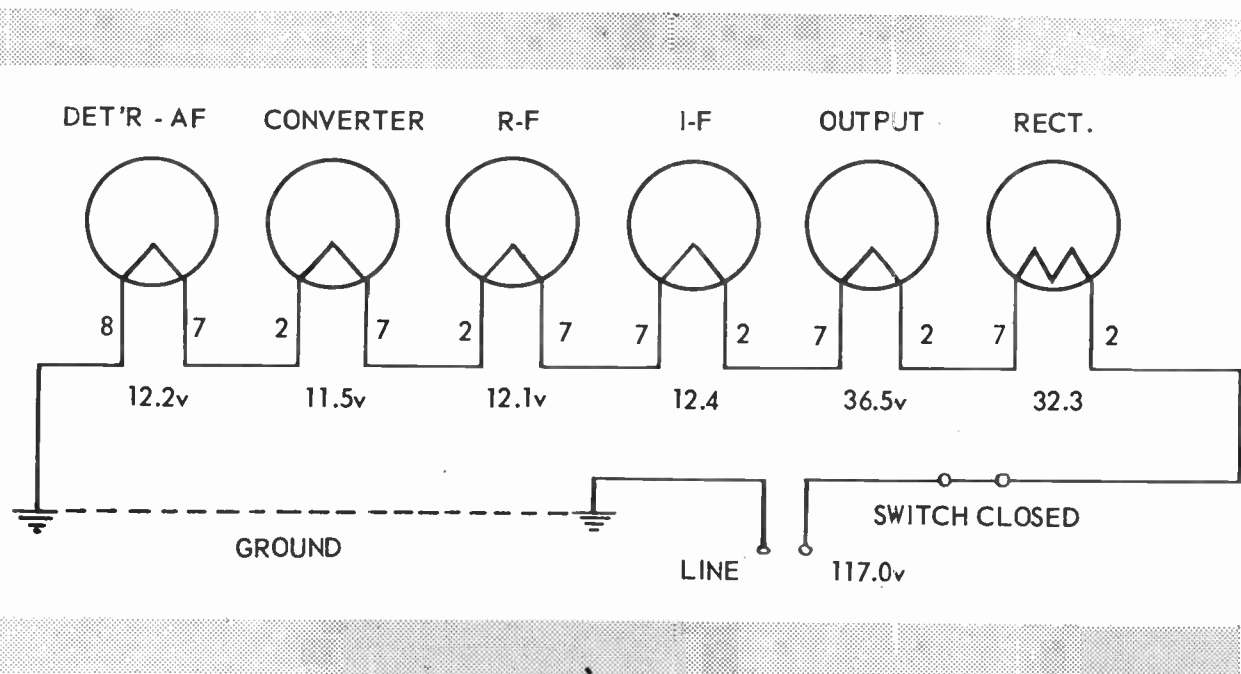 DET'R - AF CONVERTER R-F I-F OUTPUT RECT.
8 7 2 7 2 7 7 2 7 2 7 2
12.2v 11.5v 12.1v 12.4 36.5v 32.3
SWITCH CLOSED
GROUND
LINE 117.0v